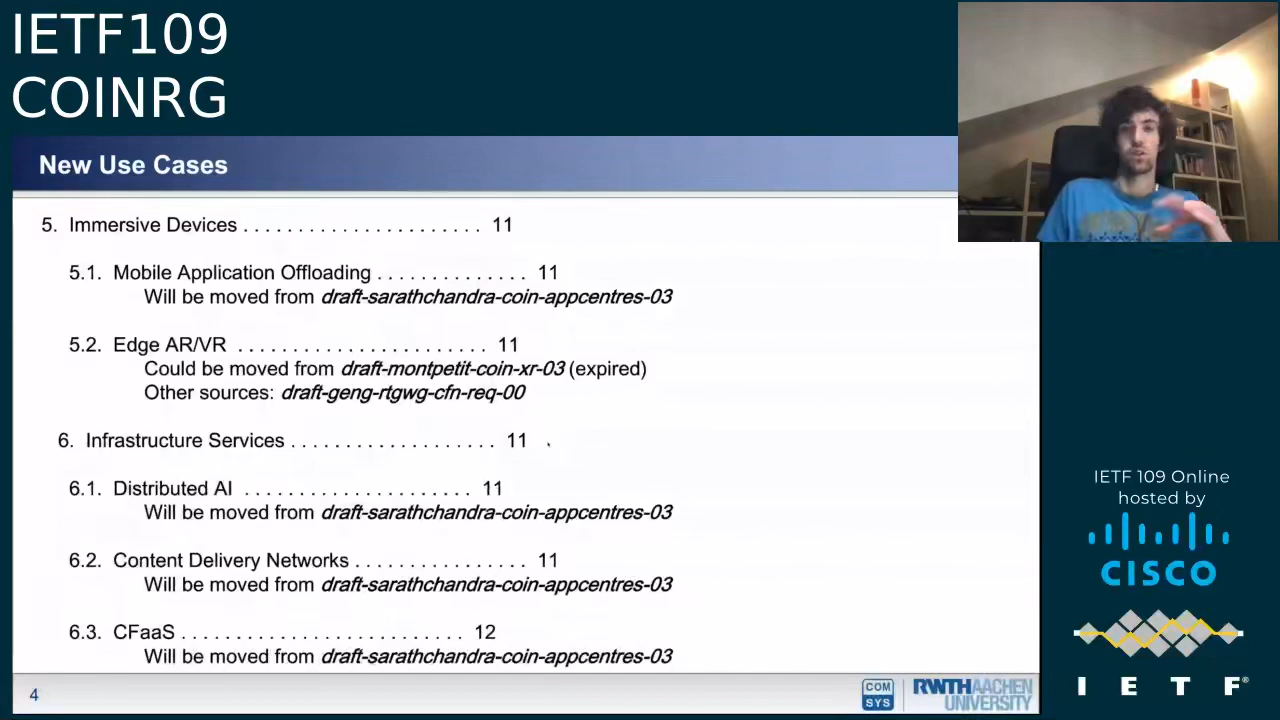 IETF109
COINRG
New Use Cases
5. Immersive Devices . . . . . . . . . . . . . . . . . . . . . . 11
5.1. Mobile Application Offloading . . . . . . . . . . . . . . 11
Will be moved from draft-sarathchandra-coin-appcentres-03
5.2. Edge AR/VR . . . . . . . . . . . . . . . . . . . . . . . 11
Could be moved from draft-montpetit-coin-xr-03 (expired)
Other sources: draft-geng-rtgwg-cfn-req-00
6. Infrastructure Services . . . . . . . . . . . . . . . . . . . 11
6.1. Distributed AI . . . . . . . . . . . . . . . . . . . . . 11
Will be moved from draft-sarathchandra-coin-appcentres-03
6.2. Content Delivery Networks . . . . . . . . . . . . . . . . 11
Will be moved from draft-sarathchandra-coin-appcentres-03
6.3. CFaaS . . . . . . . . . . . . . . . . . . . . . . . . . . 12
Will be moved from draft-sarathchandra-coin-appcentres-03
4
COM
SYS
RWTHAACHEN
UNIVERSITY
IETF 109 Online
hosted by
CISCO
I E T F®